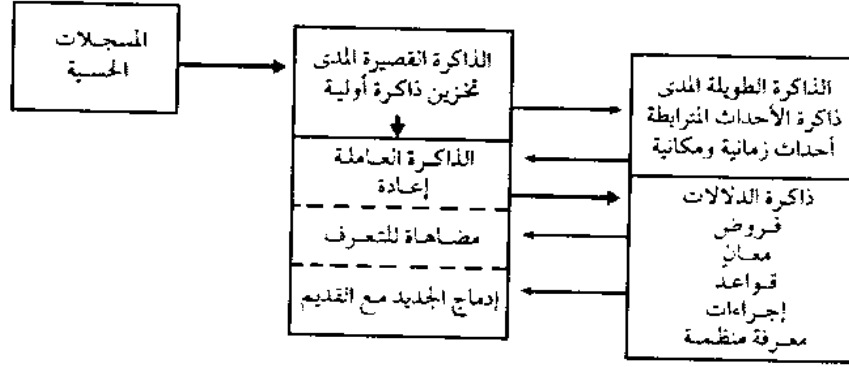 المسجلات
الحسية
الذاكرة القصيرة المدى
تخزين ذاكرة أولية
الذاكرة العاملة
إعادة
مضاهاة للتعرف
إدماج الجديد مع القديم
الذاكرة الطويلة المدى
ذاكرة الأحداث المترابطة
أحداث زمانية ومكانية
ذاكرة الدلالات
فروض
معان
قواعد
إجراءات
معرفة منظمة